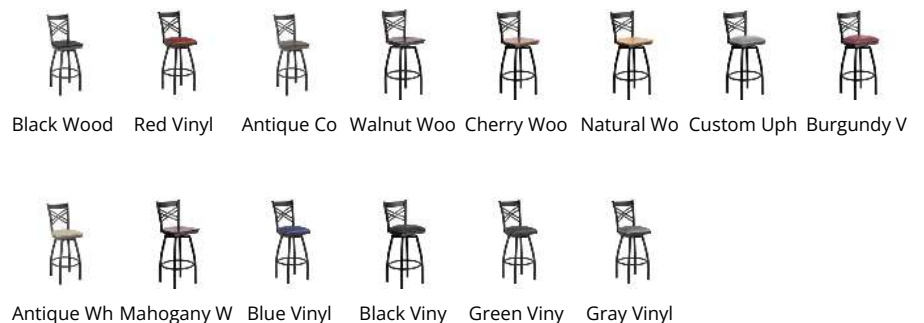 Black Wood Red Vinyl Antique Co Walnut Woo Cherry Woo Natural Wo Custom Uph Burgundy V
Antique Wh Mahogany W Blue Vinyl Black Viny Green Viny Gray Vinyl